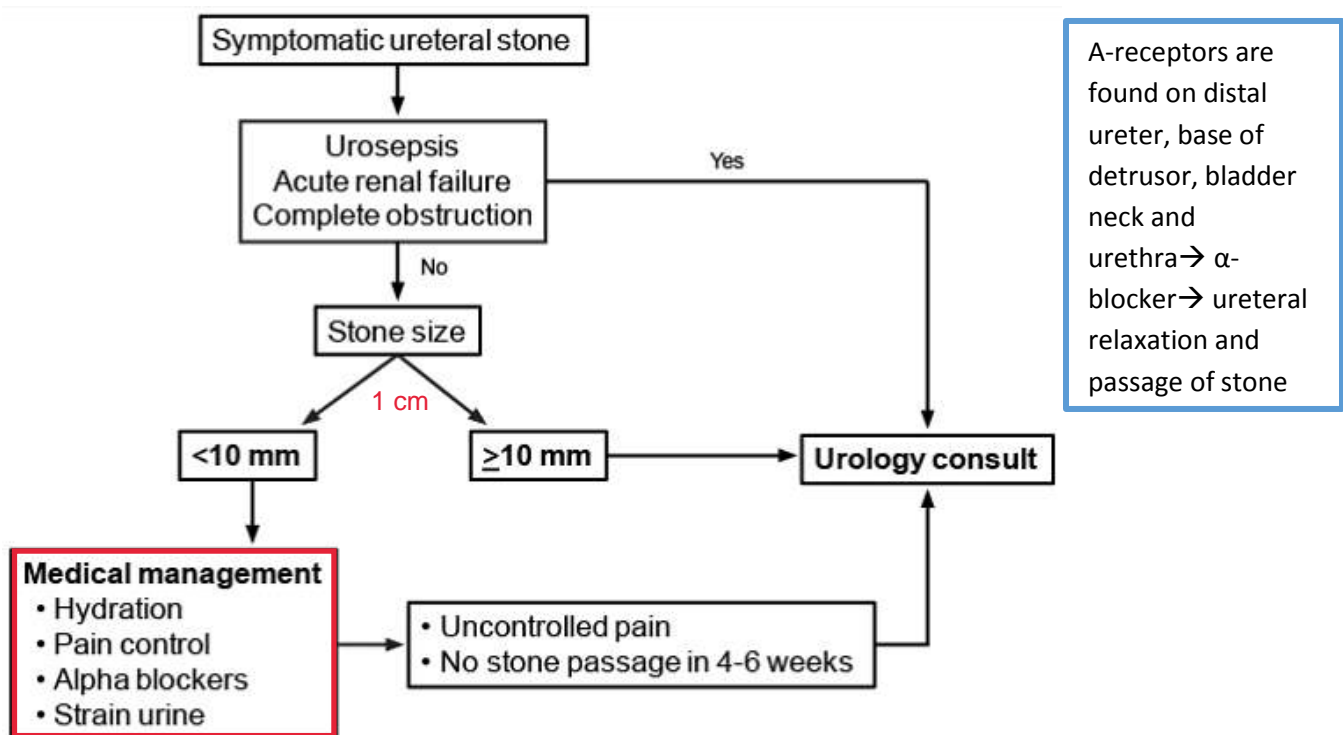 Symptomatic ureteral stone
Urosepsis
Acute renal failure
Complete obstruction
Yes
No
Stone size
1 cm
<10 mm
≥10 mm
Urology consult
Medical management
• Hydration
• Pain control
• Alpha blockers
• Strain urine
• Uncontrolled pain
• No stone passage in 4-6 weeks
A-receptors are
found on distal
ureter, base of
detrusor, bladder
neck and
urethra→ α-
blocker→ ureteral
relaxation and
passage of stone